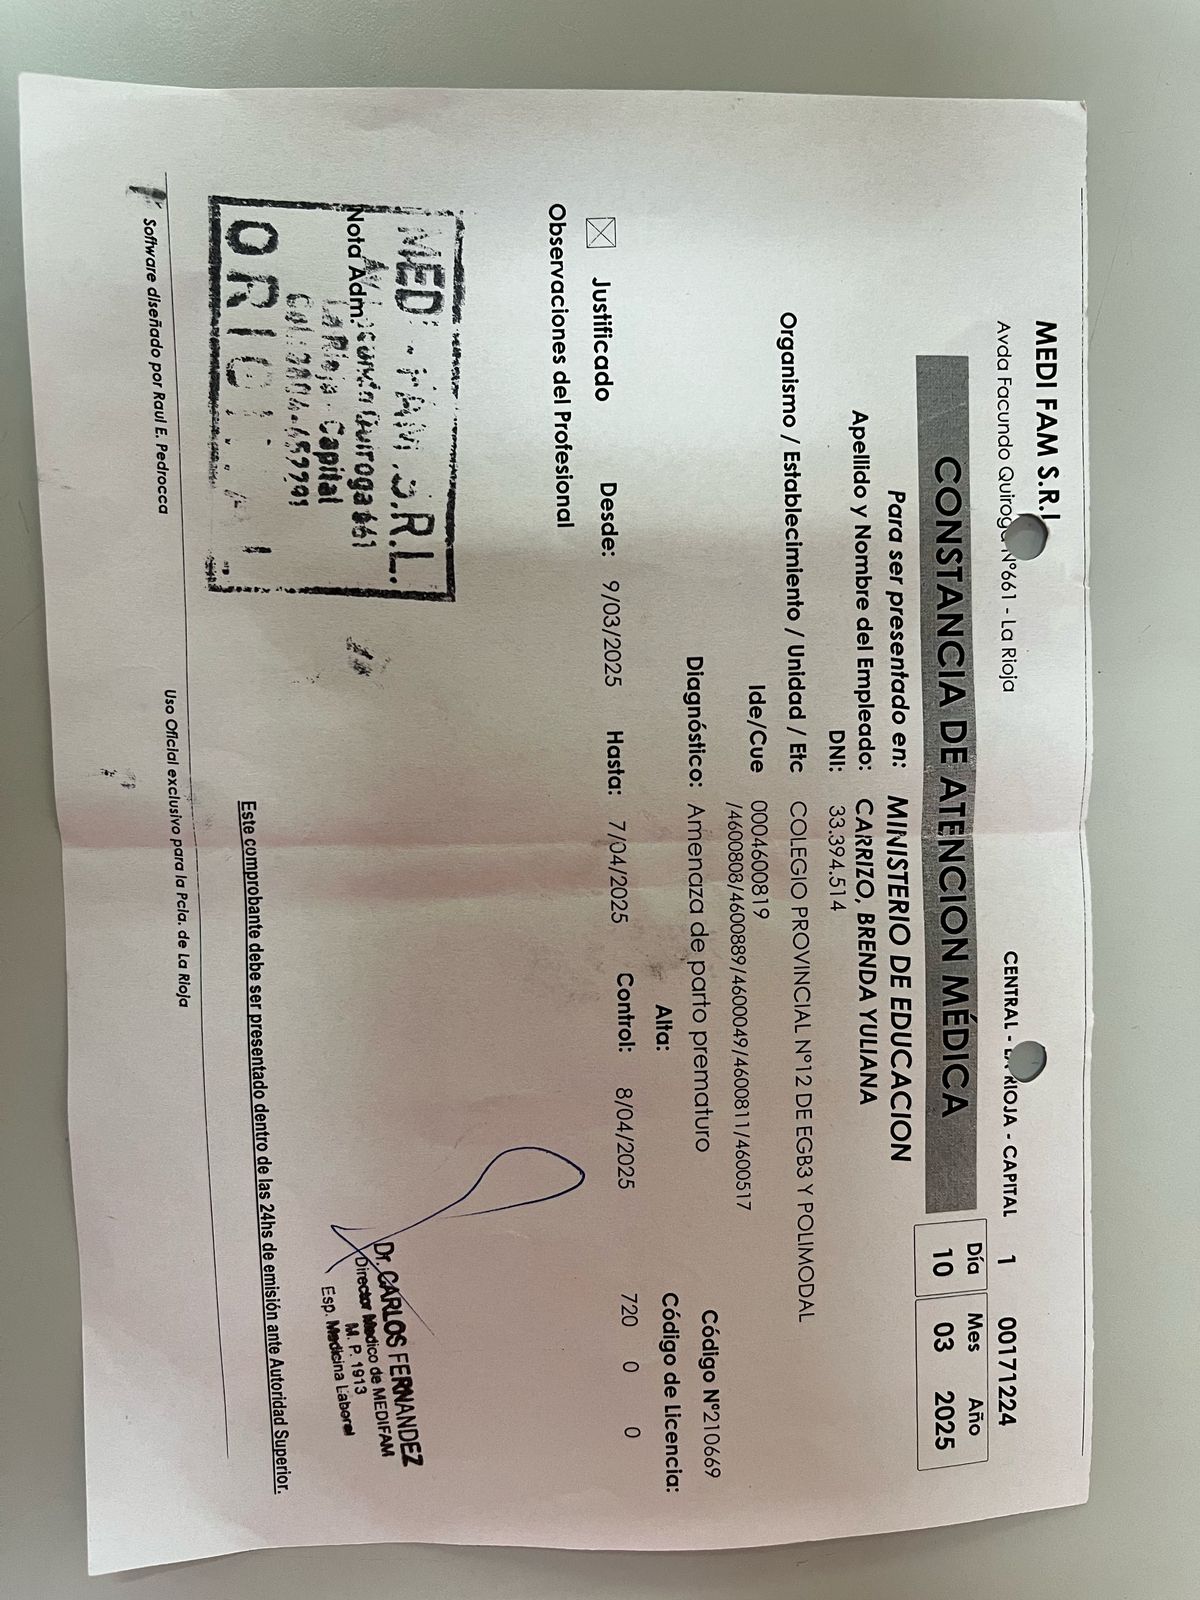 MEDI FAM S.R.L
Avda Facundo Quiroga N°661 - La Rioja
CENTRAL - LA RIOJA - CAPITAL 1 00171224
CONSTANCIA DE ATENCION MÉDICA
Día Mes Año
10 03 2025
Para ser presentado en: MINISTERIO DE EDUCACION
Apellido y Nombre del Empleado: CARRIZO, BRENDA YULIANA
DNI: 33.394.514
Organismo / Establecimiento / Unidad / Etc COLEGIO PROVINCIAL N°12 DE EGB3 Y POLIMODAL
Ide/Cue 0004600819
/4600808/4600889/4600049/4600811/4600517
Código N°210669
Diagnóstico: Amenaza de parto prematuro
Alta:
Código de Licencia:
Justificado Desde: 9/03/2025 Hasta: 7/04/2025 Control: 8/04/2025 720 0 0
Observaciones del Profesional
MEDI-FAM S.R.L.
Nota Adm:
Quiroga 661
La Rioja - Capital
Dr. CARLOS FERNANDEZ
Director Medico de MEDIFAM
M. P. 1913
Esp. Medicina Laboral
Este comprobante debe ser presentado dentro de las 24hs de emisión ante Autoridad Superior.
Software diseñado por Raul E. Pedrocca
Uso Oficial exclusivo para la Pcia. de La Rioja